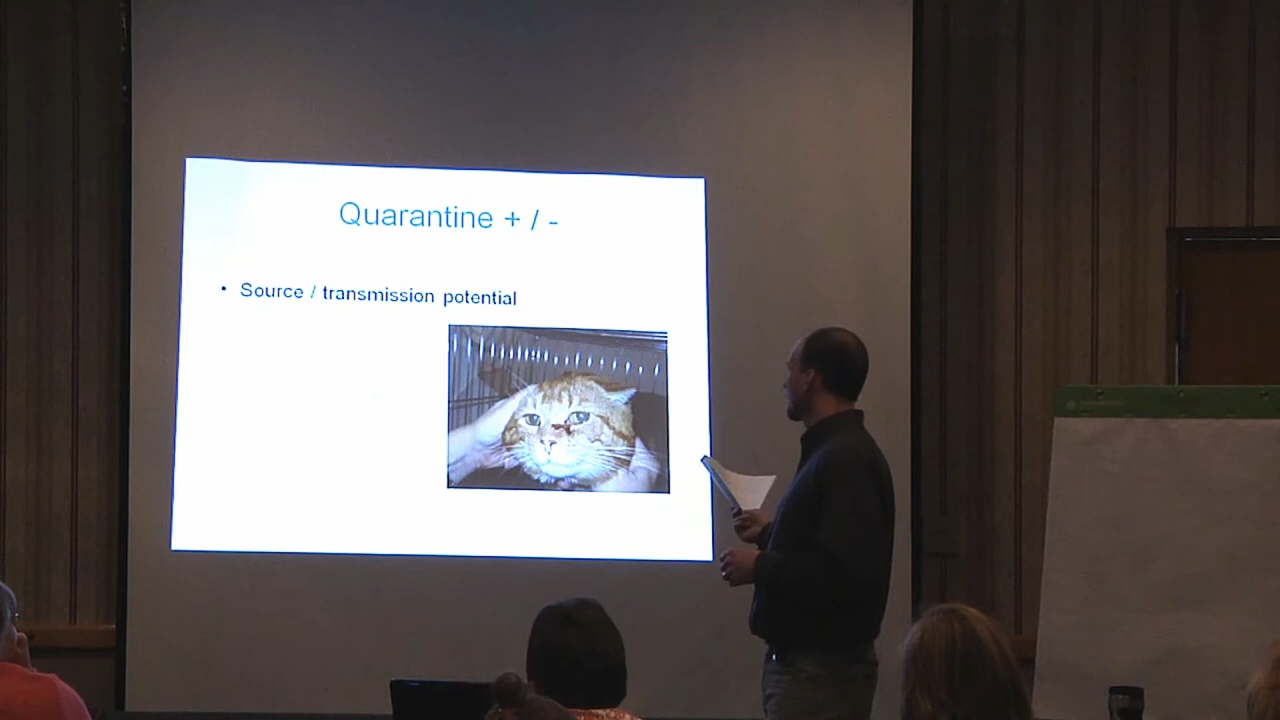 Quarantine + / -
• Source / transmission potential